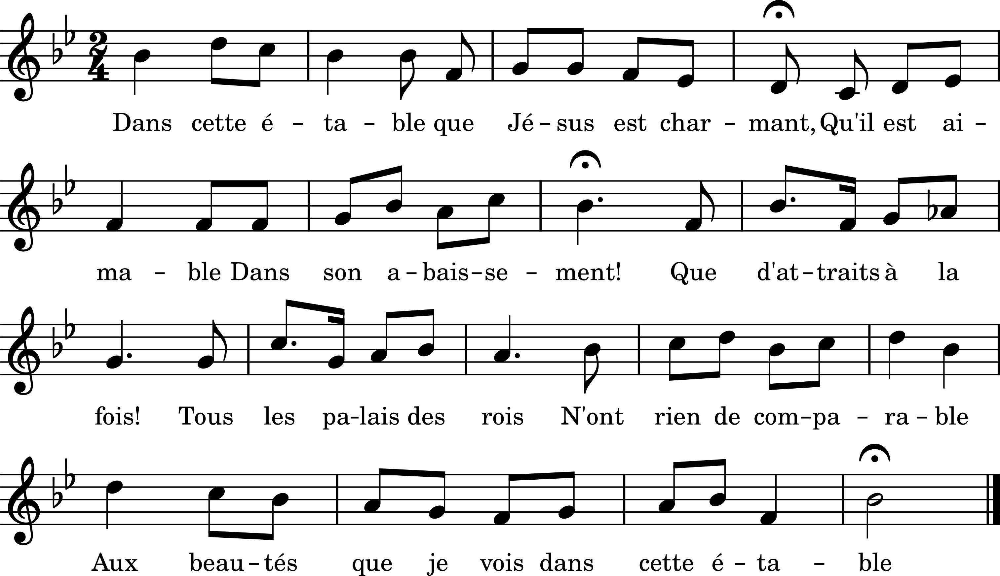 Dans cette é – ta – ble que Jé – sus est char – mant, Qu'il est ai –
ma – ble Dans son a – bais – se – ment! Que d'at – traits à la
fois! Tous les pa – lais des rois N'ont rien de com – pa – ra – ble
Aux beau – tés que je vois dans cette é – ta – ble